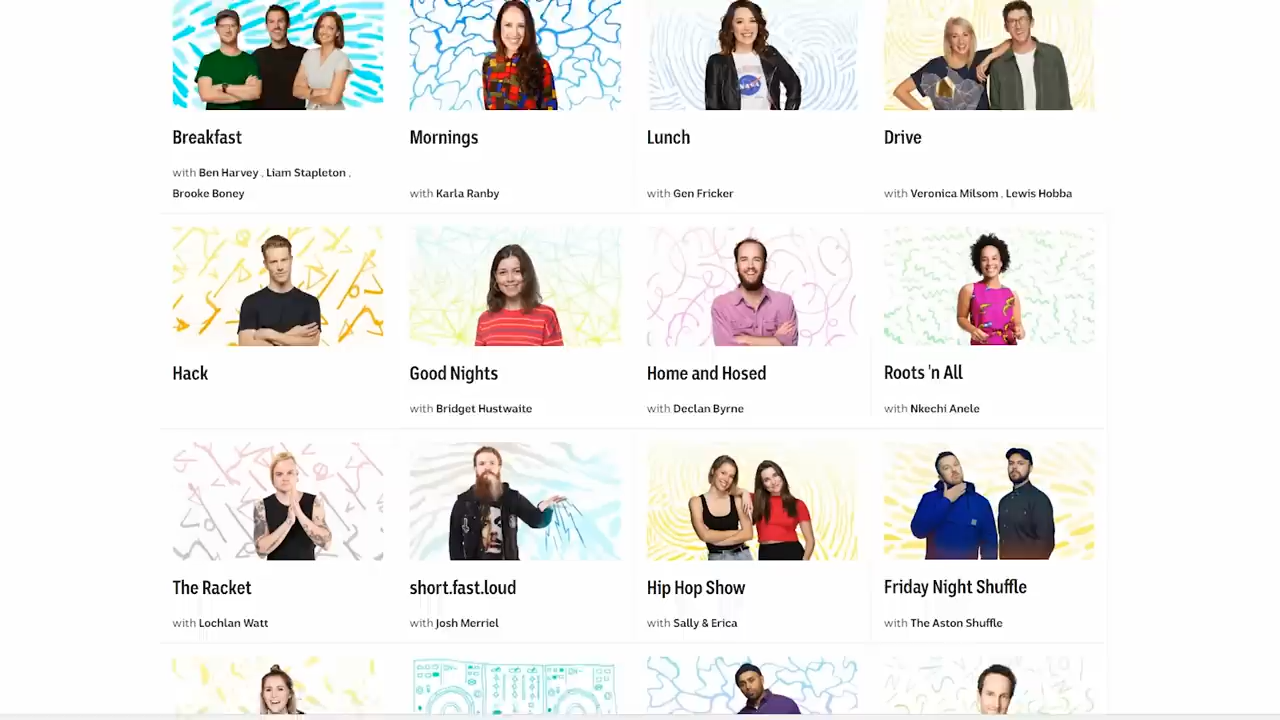 Breakfast
with Ben Harvey , Liam Stapleton ,
Brooke Boney
Mornings
with Karla Ranby
Lunch
with Gen Fricker
Drive
with Veronica Milsom , Lewis Hobba
Hack
Good Nights
with Bridget Hustwaite
Home and Hosed
with Declan Byrne
Roots 'n All
with Nkechi Anele
The Racket
with Lochlan Watt
short.fast.loud
with Josh Merriel
Hip Hop Show
with Sally & Erica
Friday Night Shuffle
with The Aston Shuffle